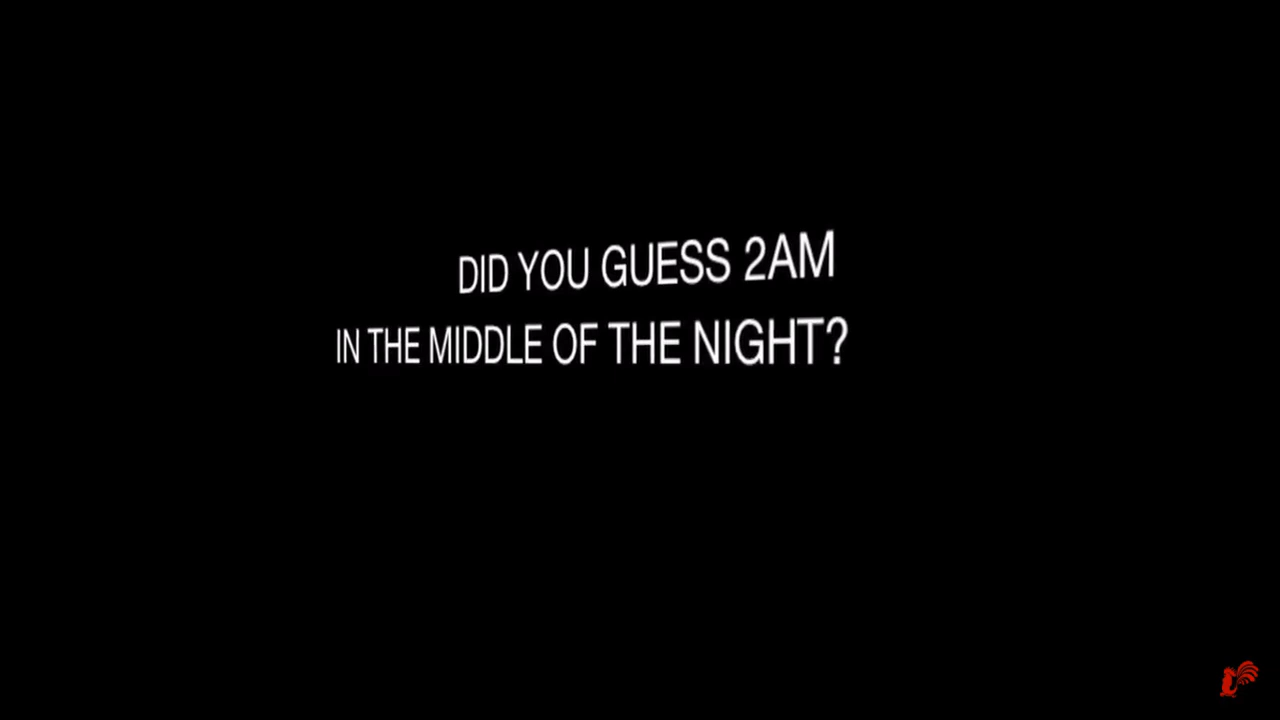 DID YOU GUESS 2AM
IN THE MIDDLE OF THE NIGHT?